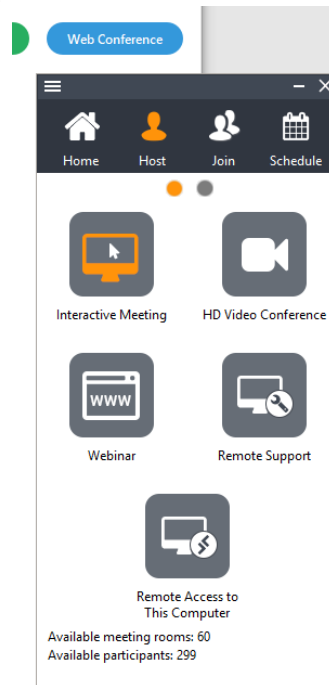 Web Conference
Home Host Join Schedule
Interactive Meeting HD Video Conference
www
Webinar Remote Support
Remote Access to
This Computer
Available meeting rooms: 60
Available participants: 299